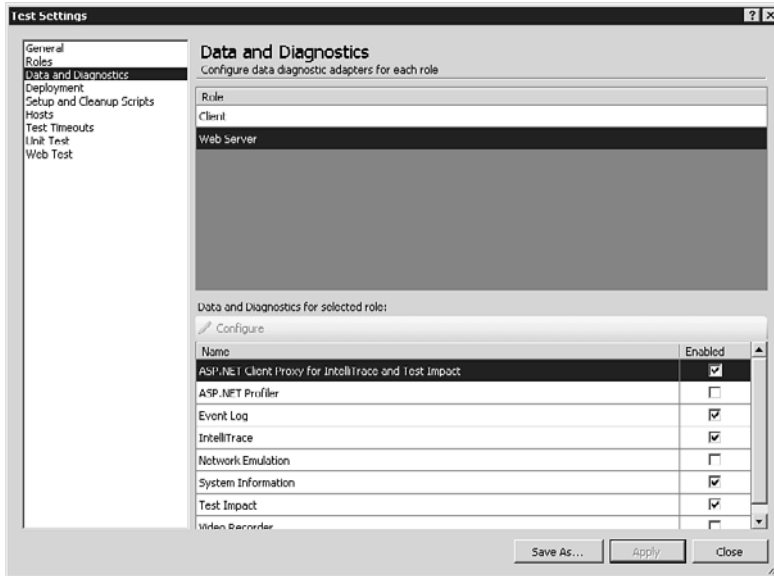 Test Settings
General
Roles
Data and Diagnostics
Deployment
Setup and Cleanup Scripts
Hosts
Test Timeouts
Unit Test
Web Test
Data and Diagnostics
Configure data diagnostic adapters for each role
Role
Client
Web Server
Data and Diagnostics for selected role:
Configure
Name Enabled
ASP.NET Client Proxy for IntelliTrace and Test Impact
ASP.NET Profiler
Event Log
IntelliTrace
Network Emulation
System Information
Test Impact
Video Recorder
Save As... Apply Close